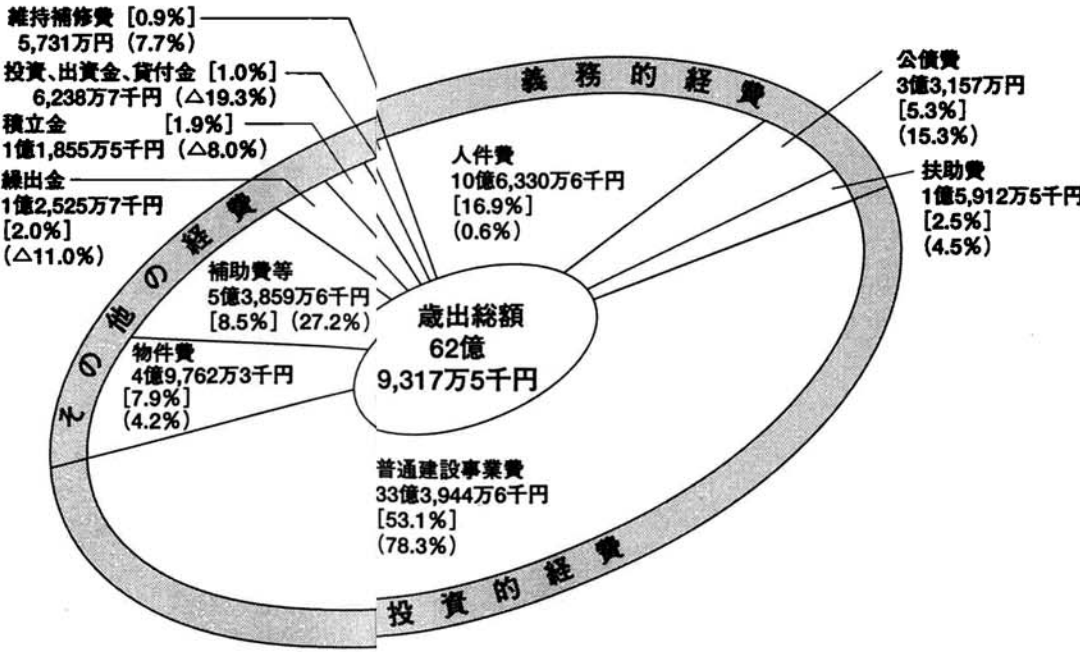 維持補修費 [0.9%]
5,731万円 (7.7%)
投資、出資金、貸付金 [1.0%]
6,238万7千円 (△19.3%)
積立金 [1.9%]
1億1,855万5千円 (△8.0%)
繰出金
1億2,525万7千円
[2.0%]
(△11.0%)
補助費等
5億3,859万6千円
[8.5%] (27.2%)
物件費
4億9,762万3千円
[7.9%]
(4.2%)
その他の経費
義務的経費
人件費
10億6,330万6千円
[16.9%]
(0.6%)
公債費
3億3,157万円
[5.3%]
(15.3%)
扶助費
1億5,912万5千円
[2.5%]
(4.5%)
歳出総額
62億
9,317万5千円
普通建設事業費
33億3,944万6千円
[53.1%]
(78.3%)
投資的経費